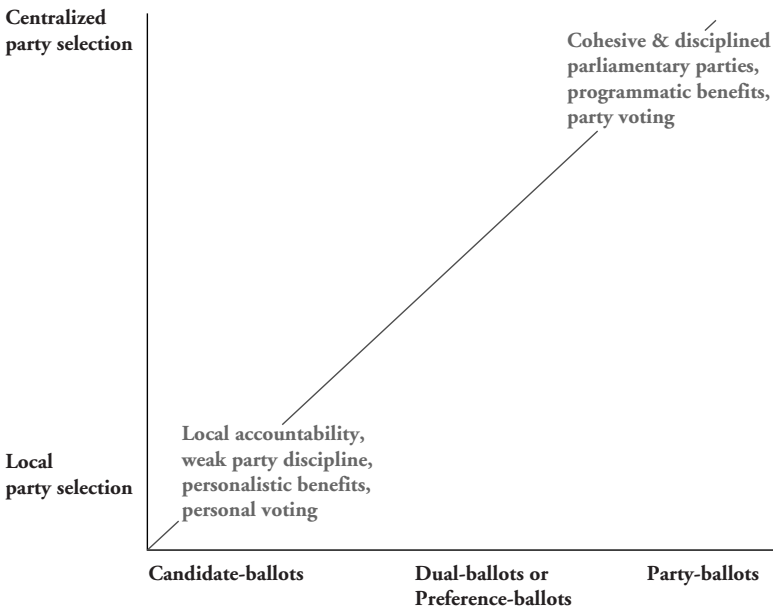 Centralized
party selection
Cohesive & disciplined
parliamentary parties,
programmatic benefits,
party voting
Local accountability,
weak party discipline,
personalistic benefits,
personal voting
Local
party selection
Candidate-ballots
Dual-ballots or
Preference-ballots
Party-ballots